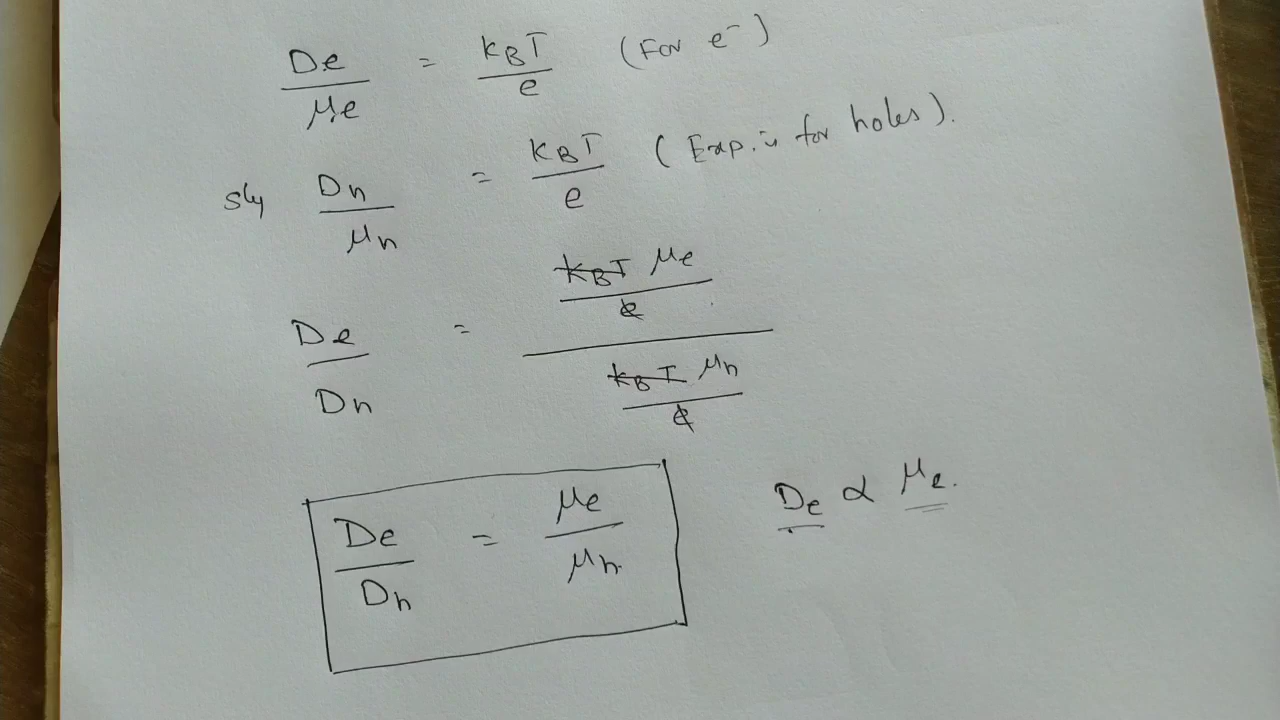 De/μe = KBT/e (For e⁻)
sly Dn/μn = KBT/e (Exp. is for holes).
De/Dn = (KBT μe/e)/(KBT μn/e)
De/Dn = μe/μn De ∝ μe.